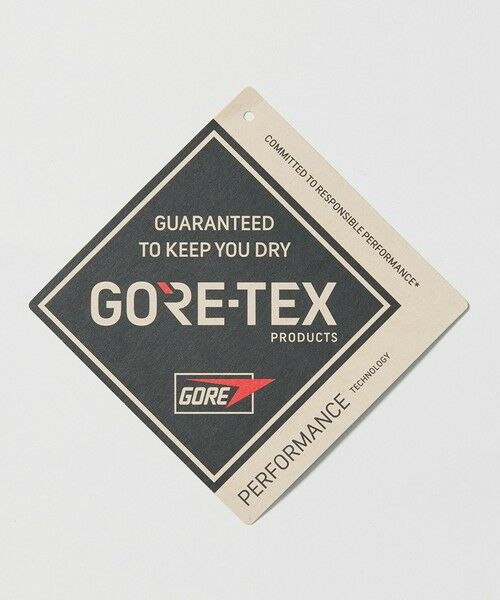 COMMITTED TO RESPONSIBLE PERFORMANCE*
GUARANTEED
TO KEEP YOU DRY
GORE-TEX
PRODUCTS
GORE
PERFORMANCE TECHNOLOGY